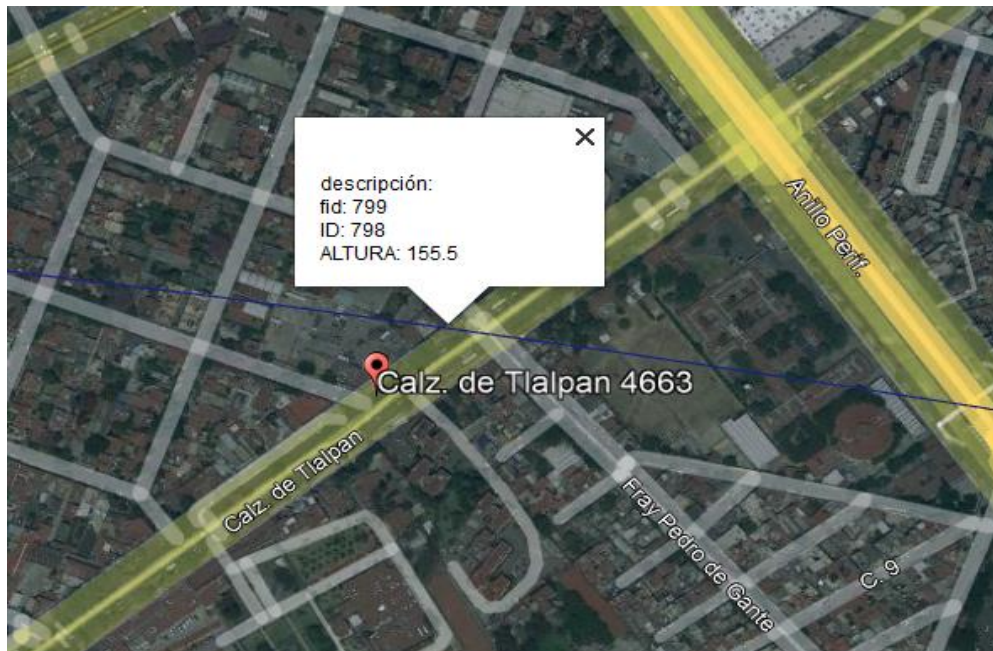 descripción:
fid: 799
ID: 798
ALTURA: 155.5
Anillo Perif.
Calz. de Tlalpan 4663
Calz. de Tlalpan
Fray Pedro de Gante
C. 9